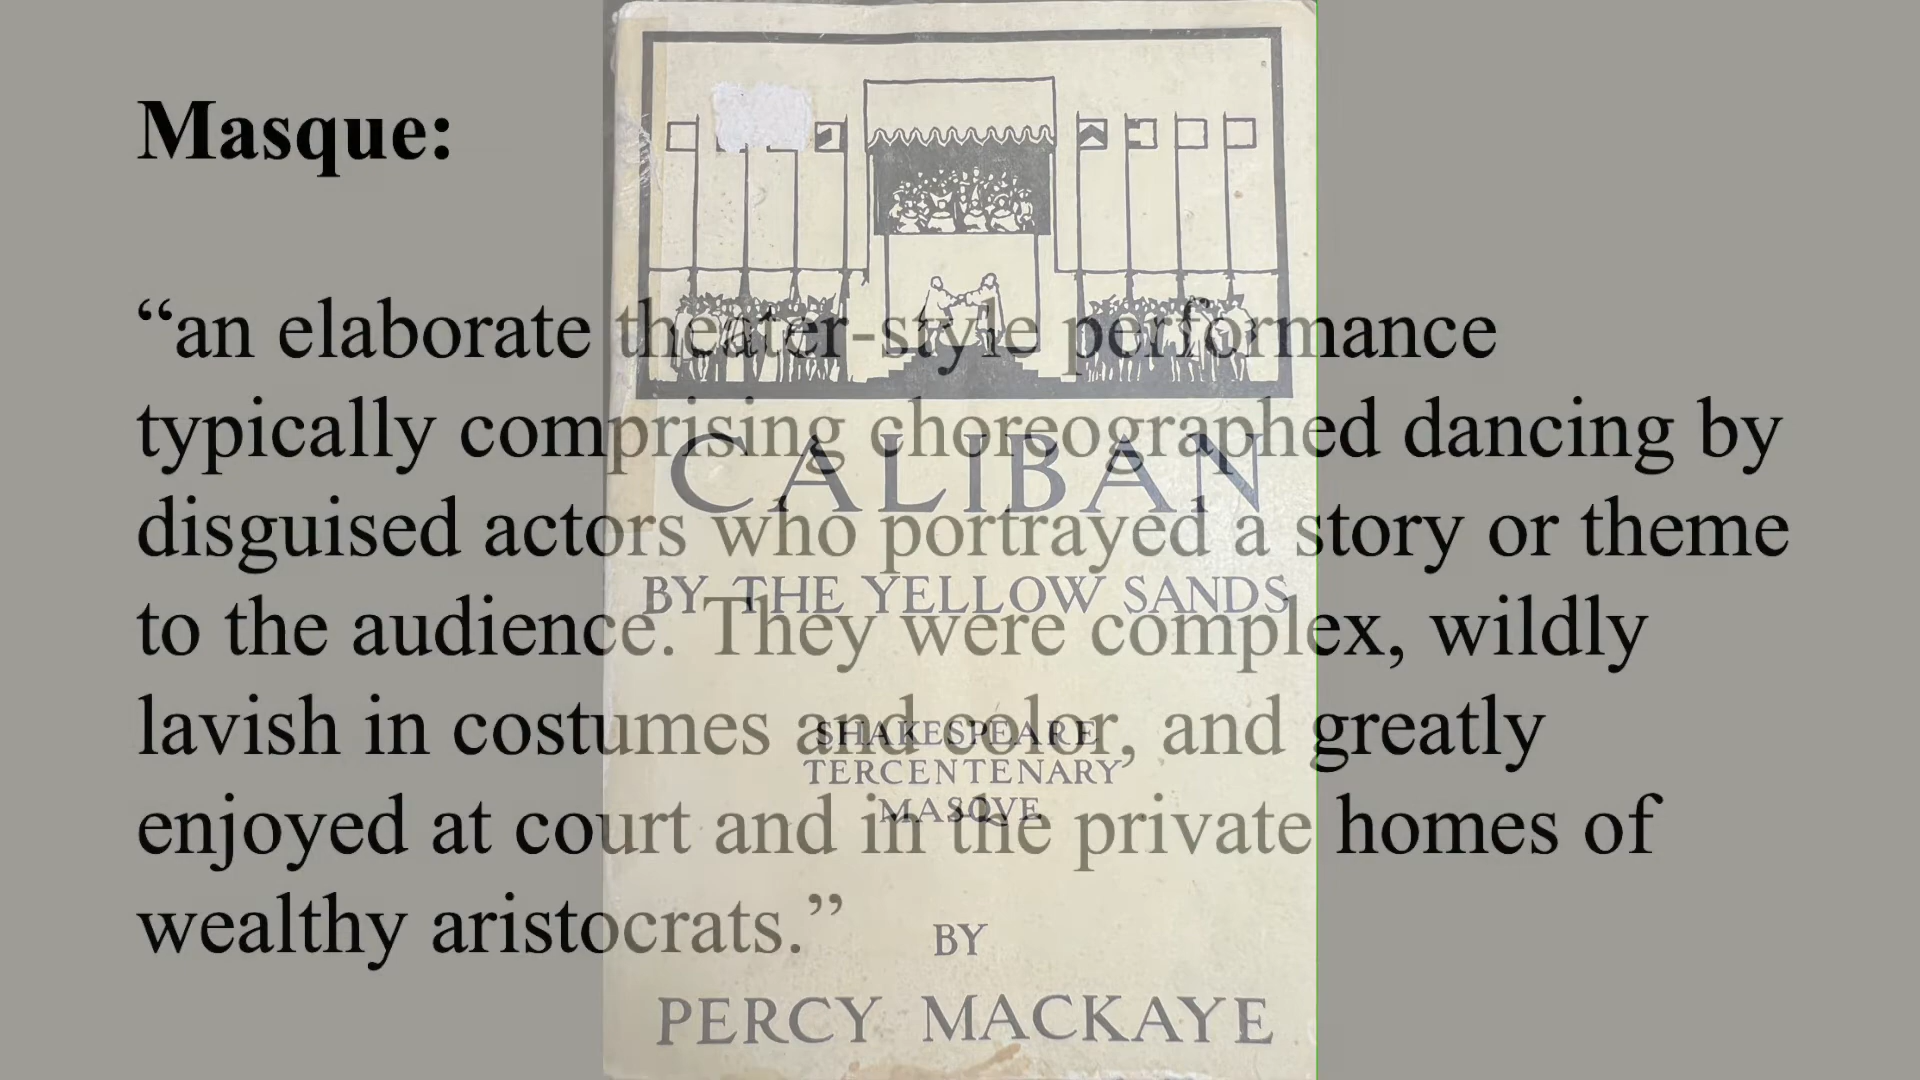 Masque:
“an elaborate theater-style performance
typically comprising choreographed dancing by
disguised actors who portrayed a story or theme
to the audience. They were complex, wildly
lavish in costumes and color, and greatly
enjoyed at court and in the private homes of
wealthy aristocrats.”
CALIBAN
BY THE YELLOW SANDS
SHAKESPEARE
TERCENTENARY
MASQVE
BY
PERCY MACKAYE